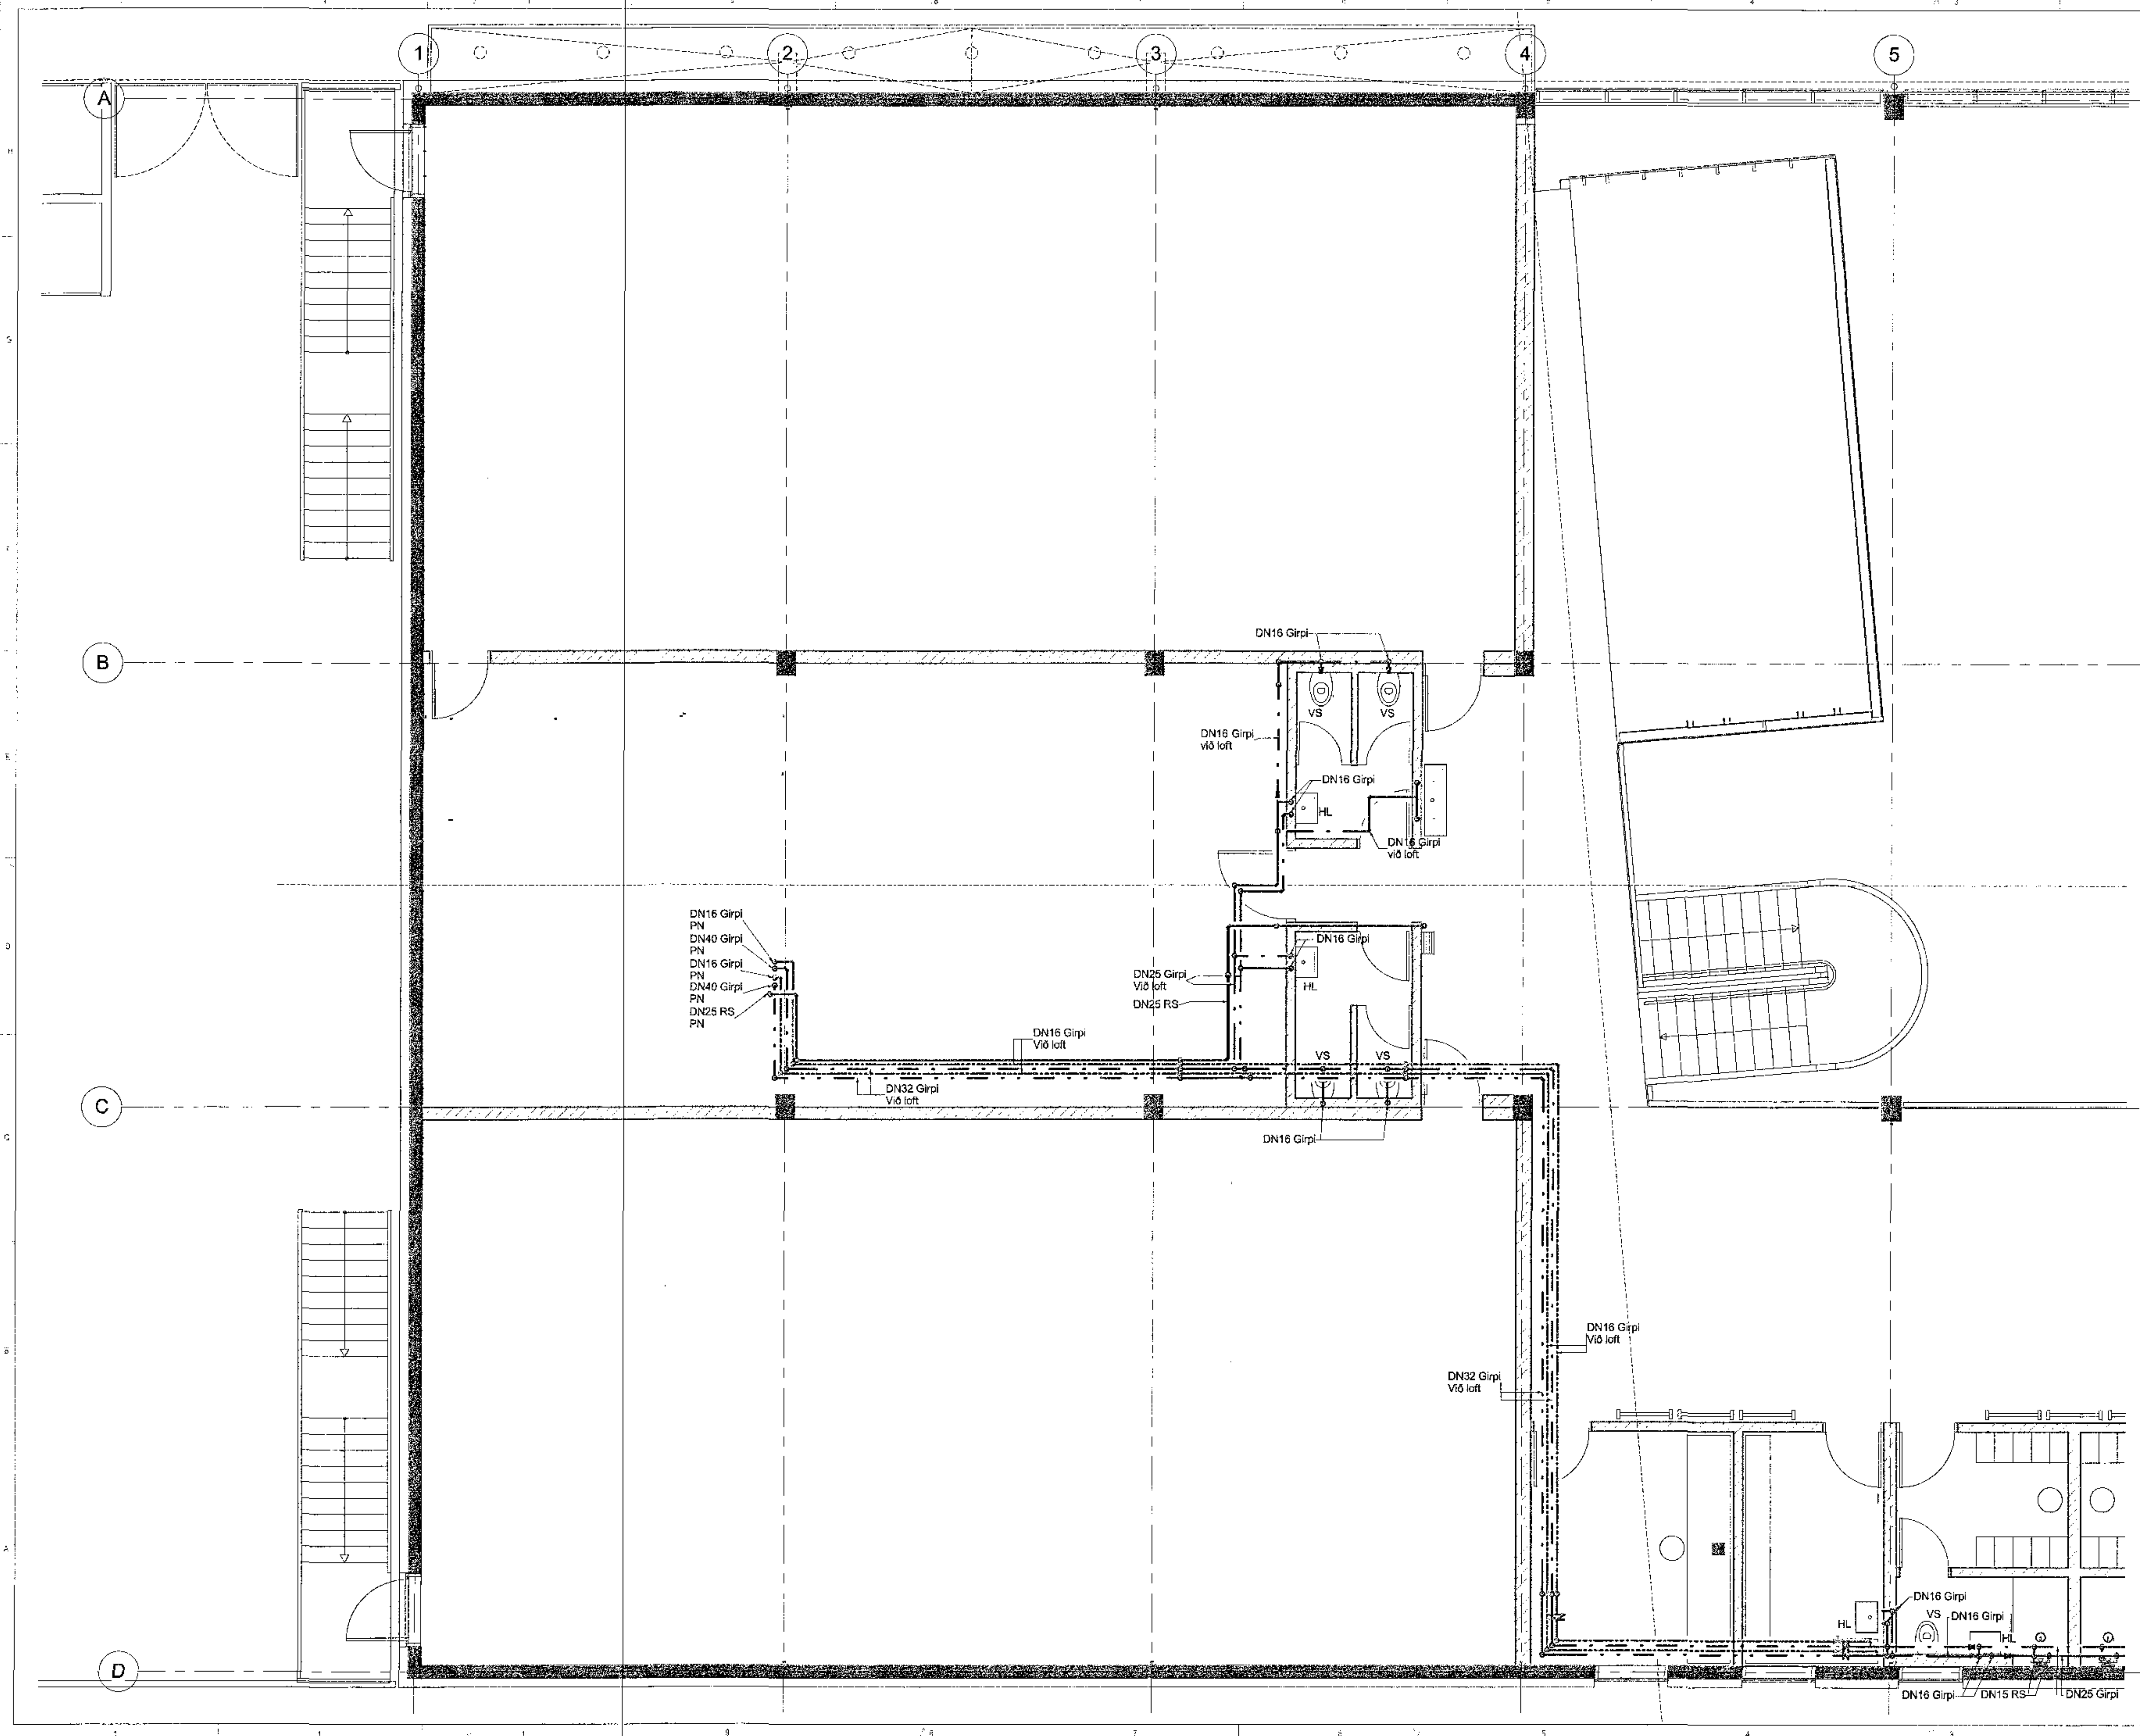 1
2
3
4
5
A
B
C
D
DN16 Girpi
VS
VS
DN16 Girpi
við loft
DN16 Girpi
HL
DN16 Girpi
við loft
DN16 Girpi
PN
DN40 Girpi
PN
DN16 Girpi
PN
DN40 Girpi
PN
DN25 RS
PN
DN16 Girpi
HL
DN25 Girpi
Við loft
DN25 RS
DN16 Girpi
Við loft
VS
VS
DN32 Girpi
Við loft
DN16 Girpi
DN16 Girpi
Við loft
DN32 Girpi
Við loft
DN16 Girpi
HL
VS
DN16 Girpi
HL
DN16 Girpi
DN15 RS
DN25 Girpi